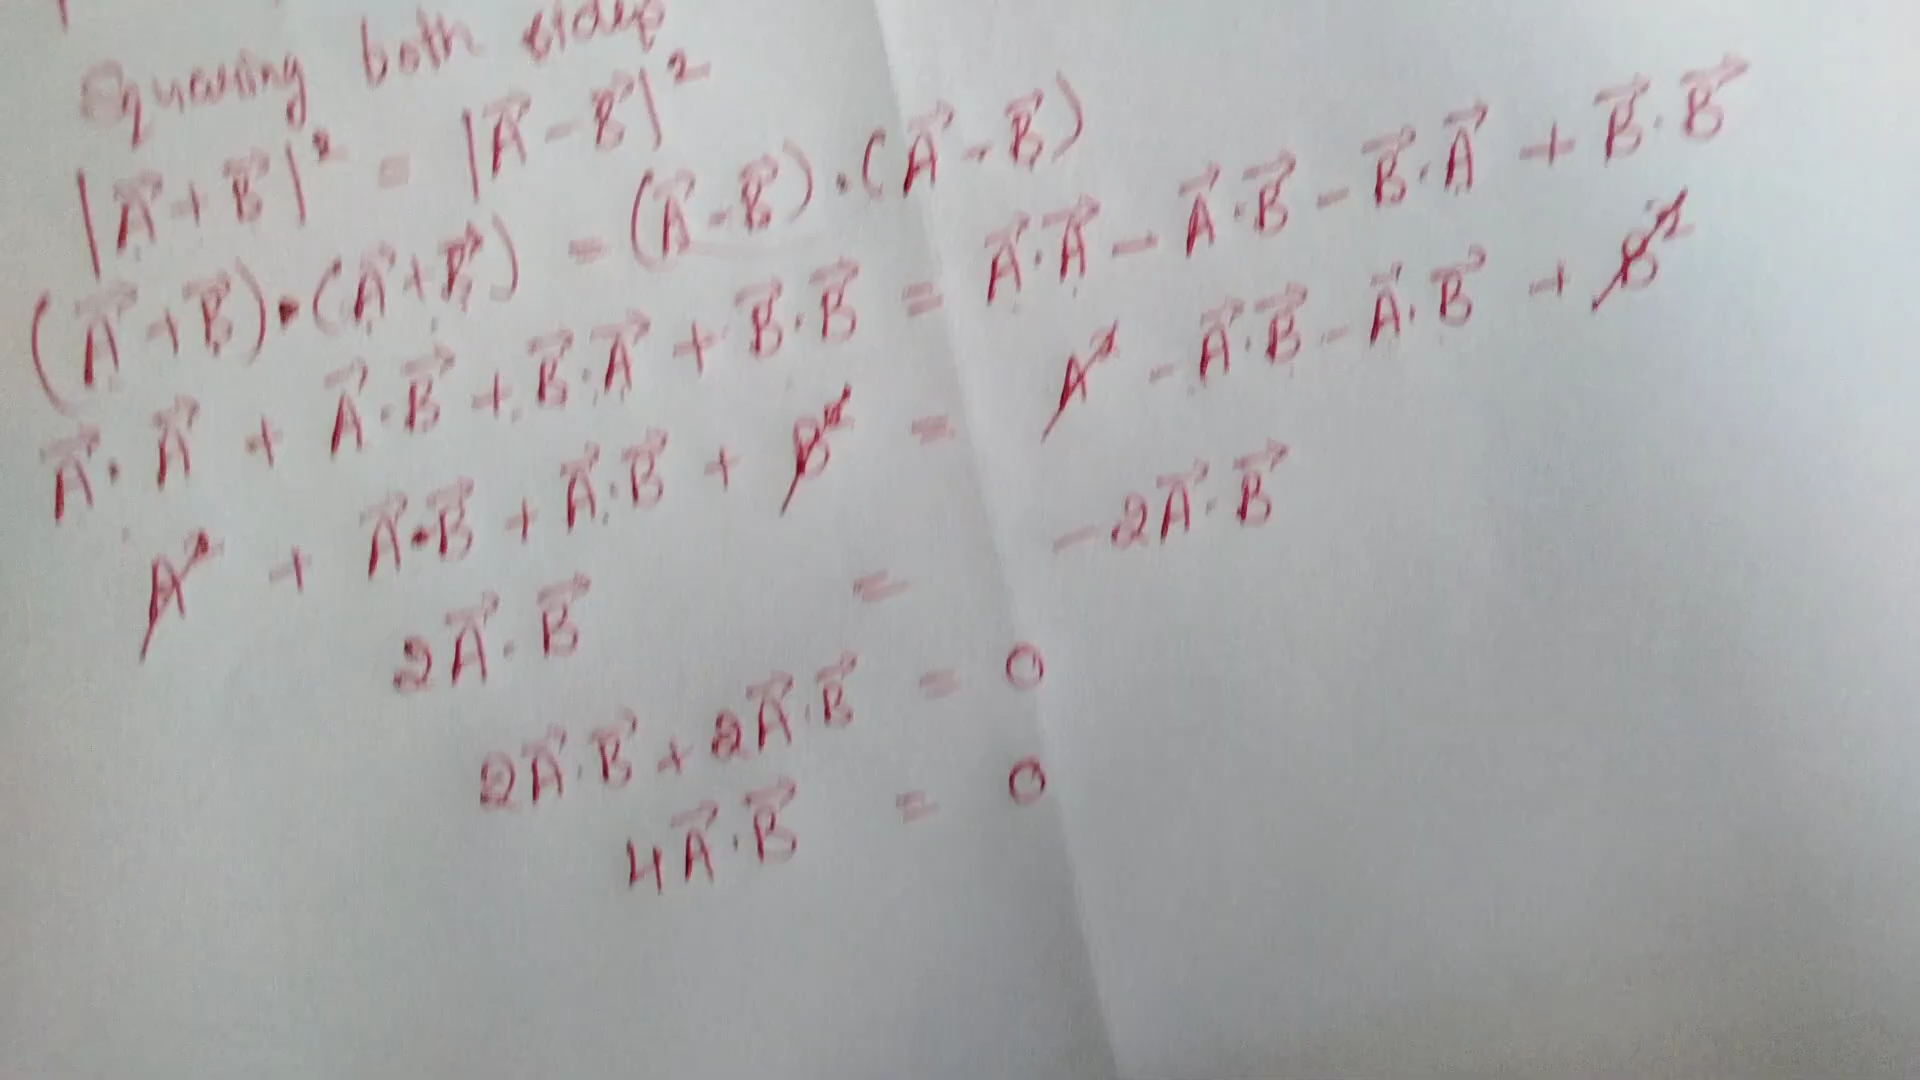 Squaring both sides
|A⃗ + B⃗|² = |A⃗ - B⃗|²
(A⃗ + B⃗)·(A⃗ + B⃗) = (A⃗ - B⃗)·(A⃗ - B⃗)
A⃗·A⃗ + A⃗·B⃗ + B⃗·A⃗ + B⃗·B⃗ = A⃗·A⃗ - A⃗·B⃗ - B⃗·A⃗ + B⃗·B⃗
A² + A⃗·B⃗ + A⃗·B⃗ + B² = A² - A⃗·B⃗ - A⃗·B⃗ + B²
2A⃗·B⃗ = -2A⃗·B⃗
2A⃗·B⃗ + 2A⃗·B⃗ = 0
4A⃗·B⃗ = 0